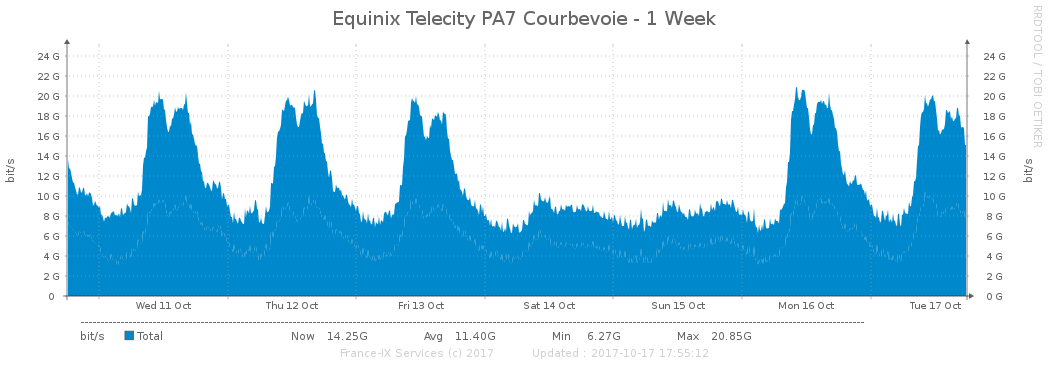 Equinix Telecity PA7 Courbevoie - 1 Week
RRDTOOL / TOBI OETIKER
24 G 24 G
22 G 22 G
20 G 20 G
18 G 18 G
16 G 16 G
14 G 14 G
12 G 12 G
10 G 10 G
8 G 8 G
6 G 6 G
4 G 4 G
2 G 2 G
0 0 G
bit/s
bit/s
Wed 11 Oct Thu 12 Oct Fri 13 Oct Sat 14 Oct Sun 15 Oct Mon 16 Oct Tue 17 Oct
bit/s Total Now 14.25G Avg 11.40G Min 6.27G Max 20.85G
France-IX Services (c) 2017 Updated : 2017-10-17 17:55:12